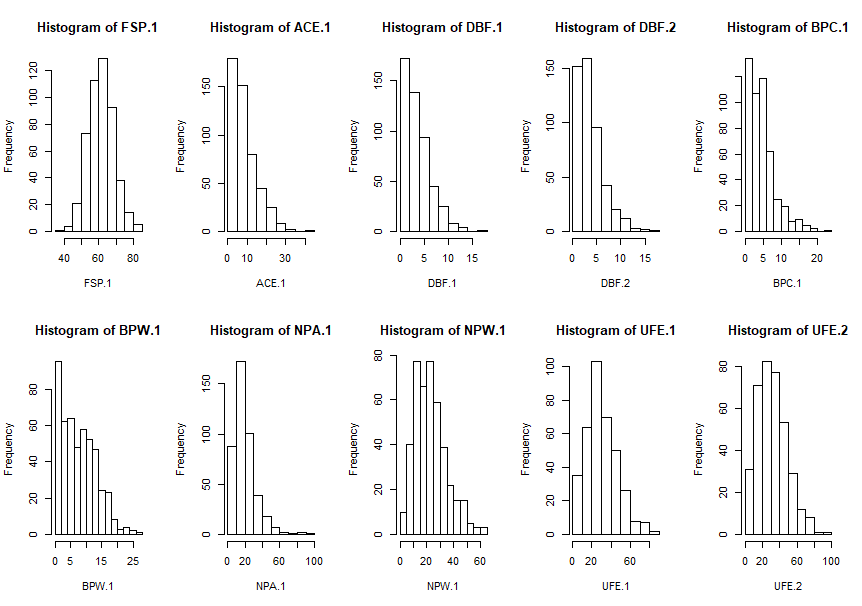 Histogram of FSP.1
Frequency
0 20 40 60 80 100 120
40 60 80
FSP.1
Histogram of ACE.1
Frequency
0 50 100 150
0 10 30
ACE.1
Histogram of DBF.1
Frequency
0 50 100 150
0 5 10 15
DBF.1
Histogram of DBF.2
Frequency
0 50 100 150
0 5 10 15
DBF.2
Histogram of BPC.1
Frequency
0 20 40 60 80 100
0 5 10 20
BPC.1
Histogram of BPW.1
Frequency
0 20 40 60 80
0 5 15 25
BPW.1
Histogram of NPA.1
Frequency
0 50 100 150
0 20 40 60 80 100
NPA.1
Histogram of NPW.1
Frequency
0 20 40 60 80
0 20 40 60
NPW.1
Histogram of UFE.1
Frequency
0 20 40 60 80 100
0 20 60
UFE.1
Histogram of UFE.2
Frequency
0 20 40 60 80
0 20 40 60 100
UFE.2